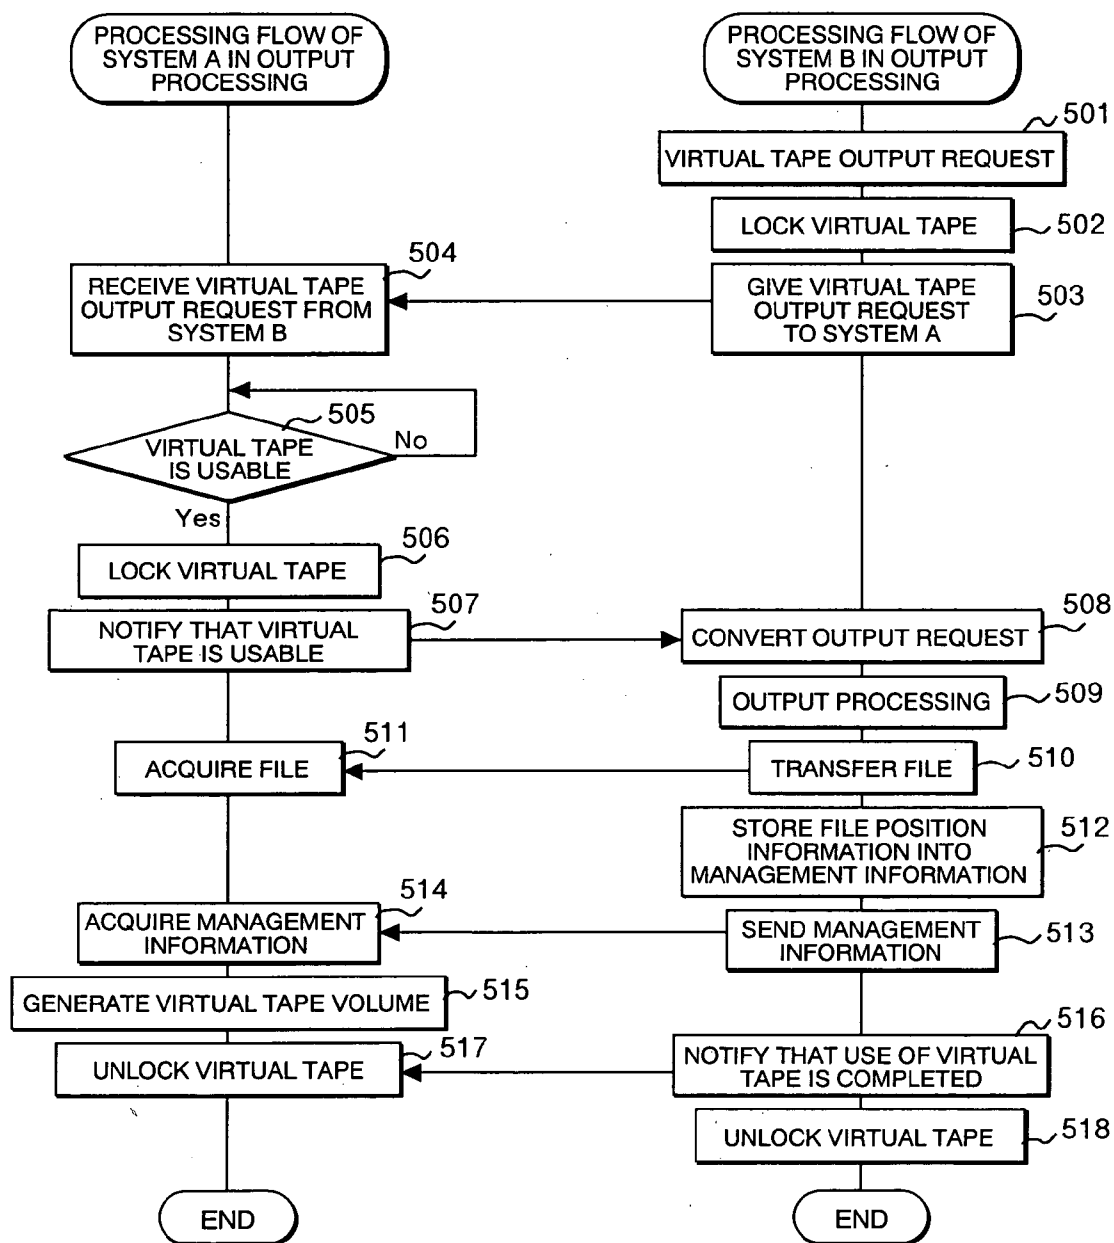 PROCESSING FLOW OF
SYSTEM A IN OUTPUT
PROCESSING
PROCESSING FLOW OF
SYSTEM B IN OUTPUT
PROCESSING
501
VIRTUAL TAPE OUTPUT REQUEST
LOCK VIRTUAL TAPE
502
504
RECEIVE VIRTUAL TAPE
OUTPUT REQUEST FROM
SYSTEM B
GIVE VIRTUAL TAPE
OUTPUT REQUEST
TO SYSTEM A
503
505
VIRTUAL TAPE
IS USABLE
No
Yes
506
LOCK VIRTUAL TAPE
507
NOTIFY THAT VIRTUAL
TAPE IS USABLE
CONVERT OUTPUT REQUEST
508
OUTPUT PROCESSING
509
511
ACQUIRE FILE
TRANSFER FILE
510
STORE FILE POSITION
INFORMATION INTO
MANAGEMENT INFORMATION
512
514
ACQUIRE MANAGEMENT
INFORMATION
SEND MANAGEMENT
INFORMATION
513
GENERATE VIRTUAL TAPE VOLUME
515
516
517
UNLOCK VIRTUAL TAPE
NOTIFY THAT USE OF VIRTUAL
TAPE IS COMPLETED
UNLOCK VIRTUAL TAPE
518
END
END